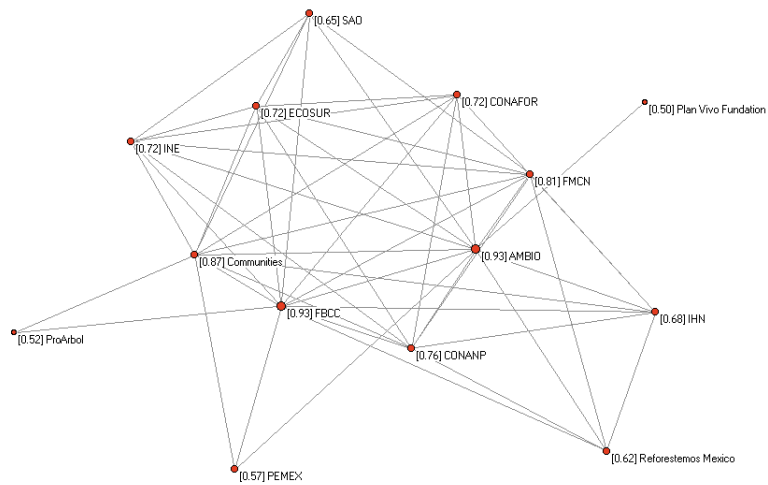 [0.65] SAO
[0.72] CONAFOR
[0.50] Plan Vivo Fundation
[0.72] ECOSUR
[0.72] INE
[0.81] FMCN
[0.93] AMBIO
[0.87] Communities
[0.93] FBCC
[0.68] IHN
[0.52] ProArbol
[0.76] CONANP
[0.62] Reforestemos Mexico
[0.57] PEMEX